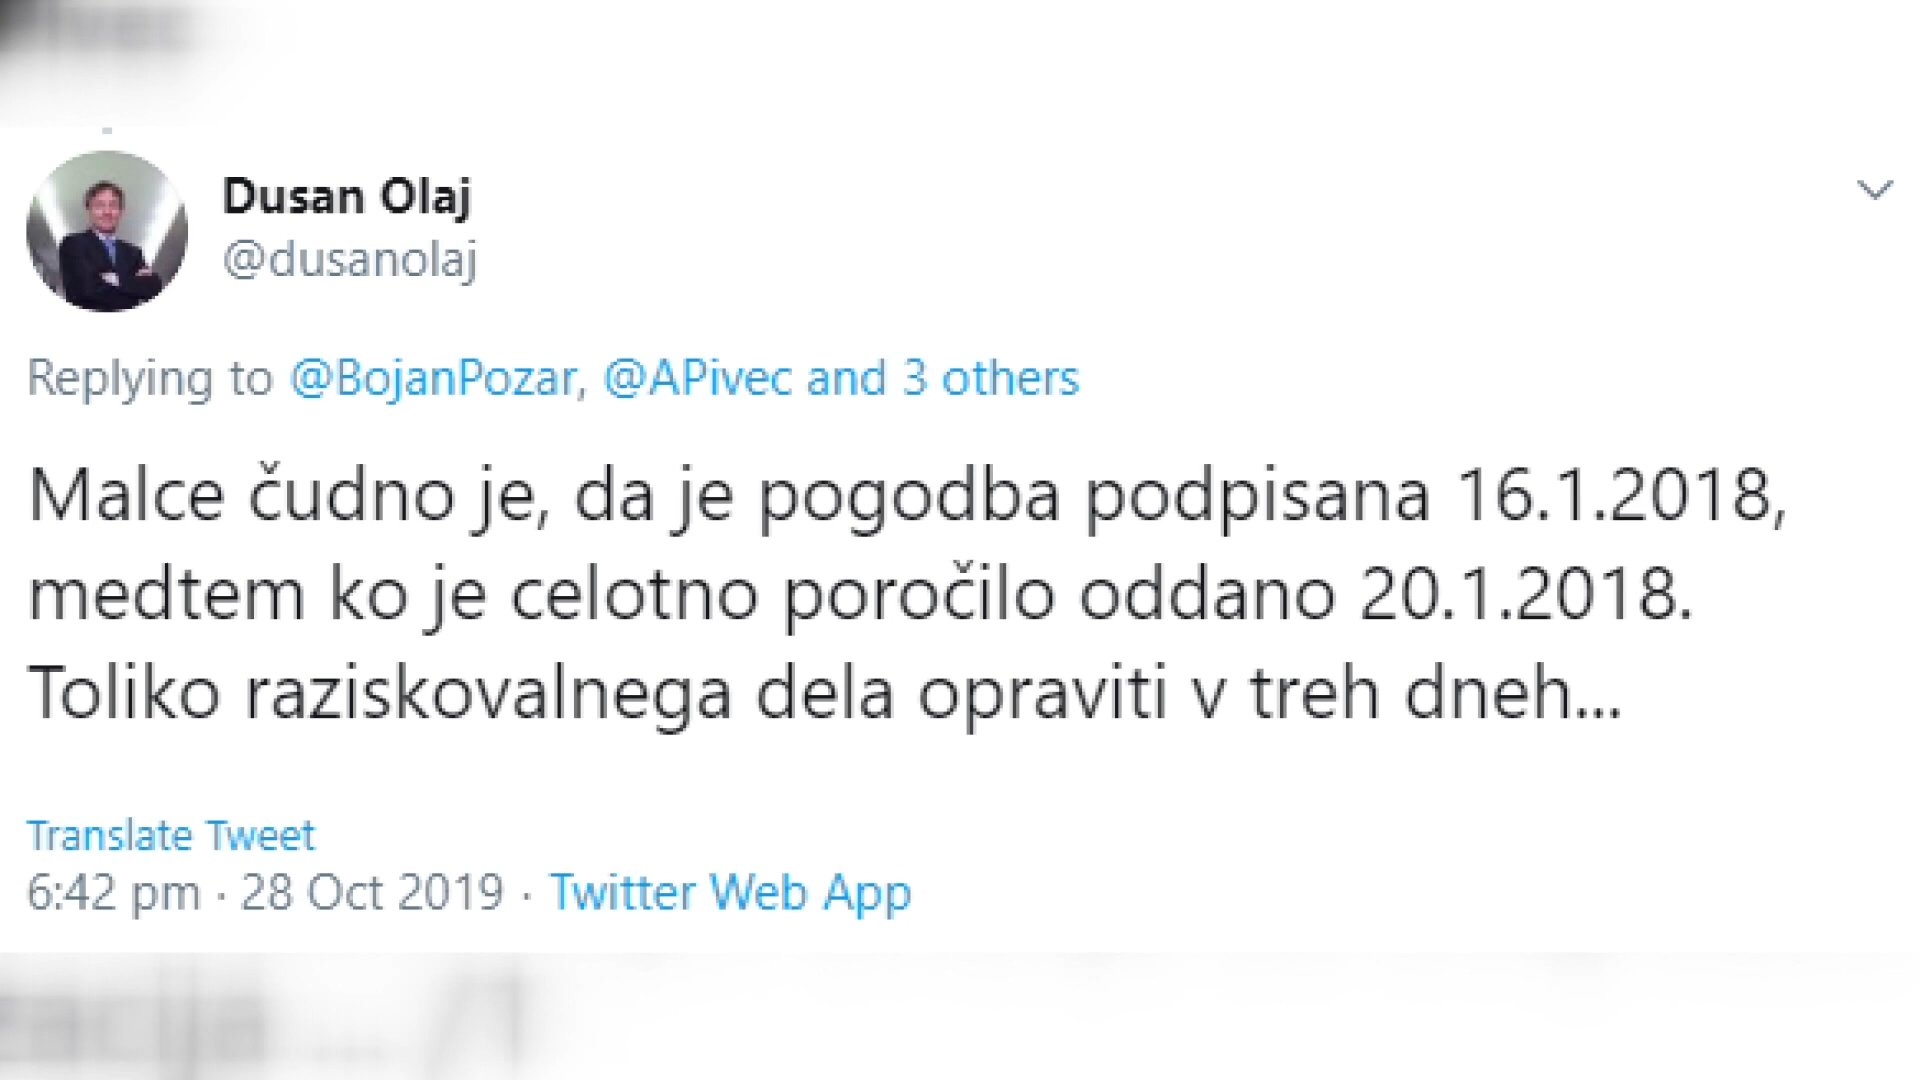 Dusan Olaj
@dusanolaj
Replying to @BojanPozar, @APivec and 3 others
Malce čudno je, da je pogodba podpisana 16.1.2018,
medtem ko je celotno poročilo oddano 20.1.2018.
Toliko raziskovalnega dela opraviti v treh dneh...
Translate Tweet
6:42 pm · 28 Oct 2019 · Twitter Web App